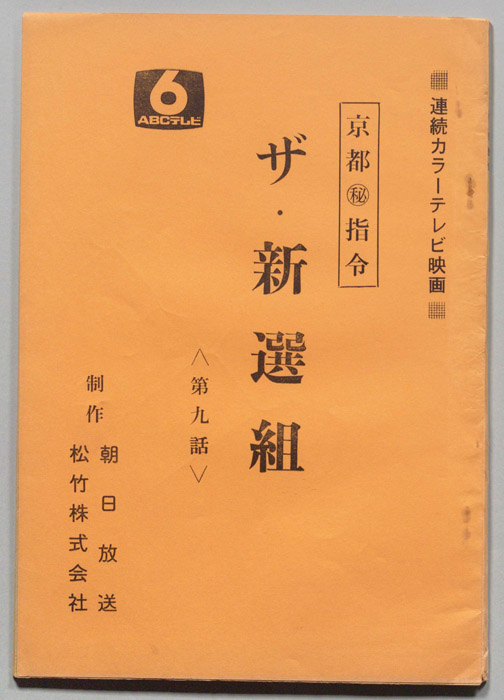 連続カラーテレビ映画
京都㊙指令
ザ・新選組
〈第九話〉
制作
朝日放送
松竹株式会社
6
ABCテレビ